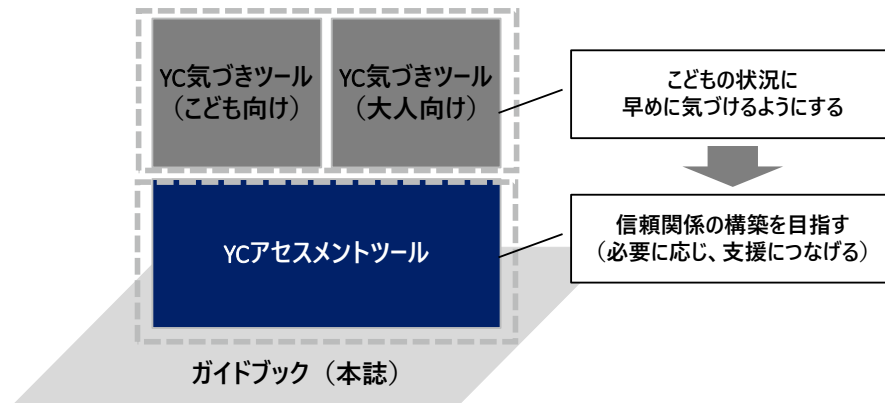 YC気づきツール
（こども向け）
YC気づきツール
（大人向け）
こどもの状況に
早めに気づけるようにする
YCアセスメントツール
信頼関係の構築を目指す
（必要に応じ、支援につなげる）
ガイドブック（本誌）